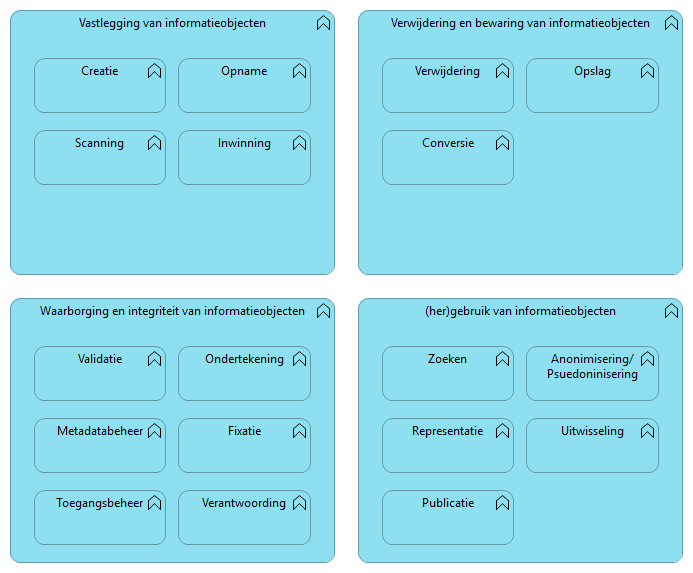 Vastlegging van informatieobjecten
Creatie
Opname
Scanning
Inwinning
Verwijdering en bewaring van informatieobjecten
Verwijdering
Opslag
Conversie
Waarborging en integriteit van informatieobjecten
Validatie
Ondertekening
Metadatabeheer
Fixatie
Toegangsbeheer
Verantwoording
(her)gebruik van informatieobjecten
Zoeken
Anonimisering/
Psuedoninisering
Representatie
Uitwisseling
Publicatie